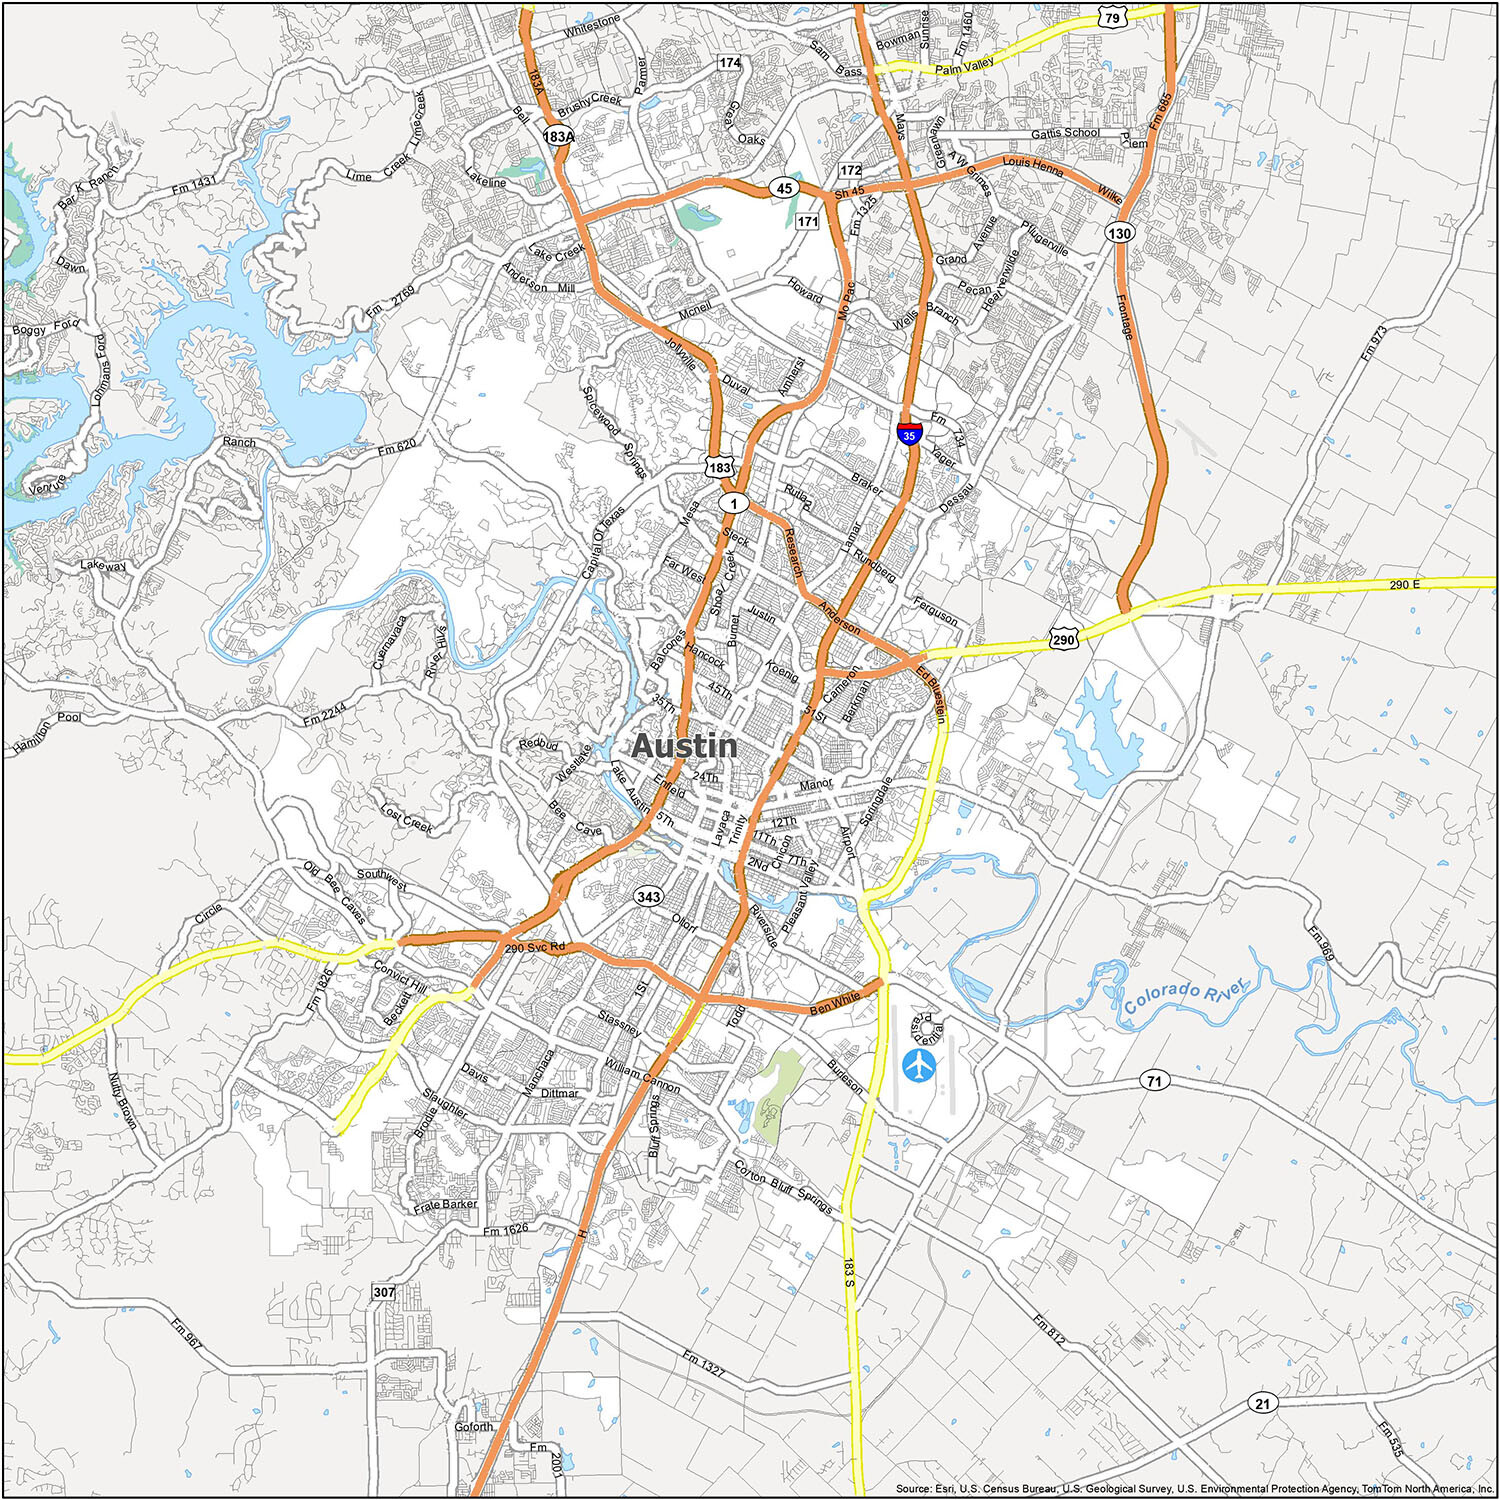 79
Whitestone
Sam Bass
Bowman
Sunrise
Fm 1460
Palm Valley
174
Parmer
183A
Brushy Creek
Great Oaks
Bell
183A
Mays
Greenlawn
Gattis School
Fm 685
Limecreek
Lime Creek
Bar K Ranch
Fm 1431
Lakeline
172
45
Sh 45
A W Grimes
Louis Henna
Wilke
171
Fm 1325
130
Pflugerville
Grand Avenue
Dawn
Lake Creek
Anderson Mill
Howard
Pecan
Heatherwilde
Fm 2769
Mcneil
Mo Pac
Wells Branch
Frontage
Boggy Ford
Lohmans Ford
Jollyville
Duval
Amherst
Fm 973
Spicewood Springs
Fm 734
35
Yager
Ranch
Fm 620
183
Braker
Venture
1
Rutland
Dessau
Mesa
Capital Of Texas
Steck
Research
Lamar
Rundberg
Lakeway
Far West
Shoal Creek
290 E
Justin
Anderson
Ferguson
Burnet
Cuernavaca
River Hills
Balcones
Hancock
Koenig
290
Cameron
Berkman
Ed Bluestein
45Th
35Th
51St
Fm 2244
Hamilton Pool
Redbud
Westlake
Austin
24Th
Enfield
Lake Austin
Manor
Springdale
Lost Creek
Bee Cave
5Th
Lavaca
Trinity
12Th
11Th
Chicon
7Th
2Nd
Airport
Pleasant Valley
Southwest
Old Bee Caves
343
Oltorf
Riverside
Circle
290 Svc Rd
Fm 969
Convict Hill
Fm 1826
Beckett
1St
Ben White
Colorado River
Stassney
Todd
Presidential
Nutty Brown
Davis
Manchaca
William Cannon
Dittmar
Burleson
71
Slaughter
Brodie
Bluff Springs
Corton Bluff Springs
Frate Barker
Fm 1626
H
183 S
307
Fm 967
Fm 1327
Fm 812
21
Goforth
Fm 2001
Fm 535
Source: Esri, U.S. Census Bureau, U.S. Geological Survey, U.S. Environmental Protection Agency, TomTom North America, Inc.